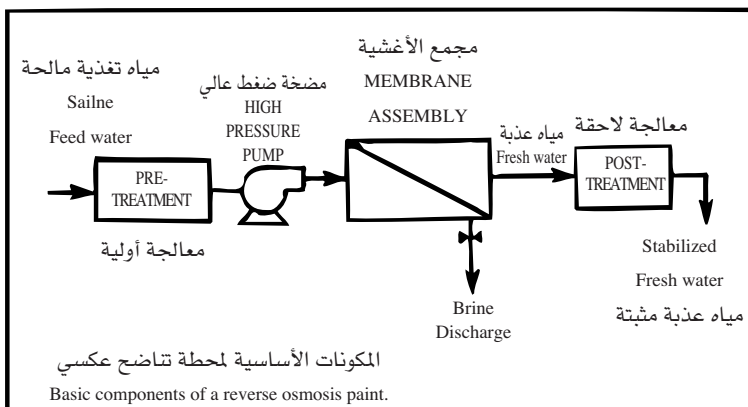 مياه تغذية مالحة
Sailne
Feed water
PRE-
TREATMENT
معالجة أولية
مضخة ضغط عالي
HIGH
PRESSURE
PUMP
مجمع الأغشية
MEMBRANE
ASSEMBLY
مياه عذبة
Fresh water
Brine
Discharge
معالجة لاحقة
POST-
TREATMENT
Stabilized
Fresh water
مياه عذبة مثبتة
المكونات الأساسية لمحطة تناضح عكسي
Basic components of a reverse osmosis paint.